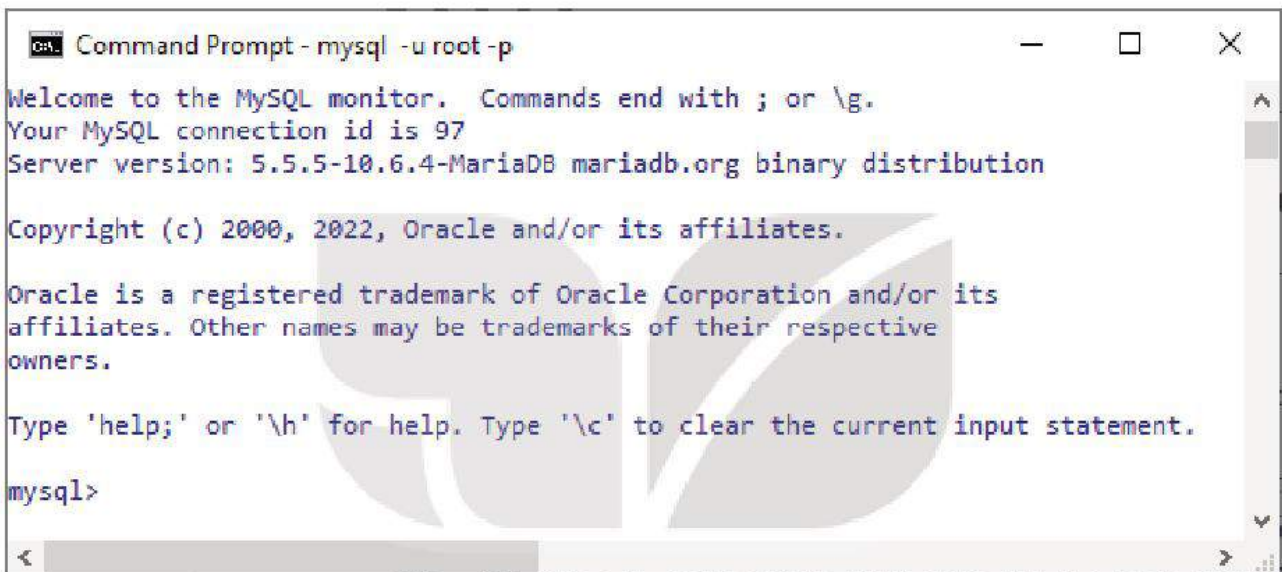 Command Prompt - mysql -u root -p
Welcome to the MySQL monitor.  Commands end with ; or \g.
Your MySQL connection id is 97
Server version: 5.5.5-10.6.4-MariaDB mariadb.org binary distribution
Copyright (c) 2000, 2022, Oracle and/or its affiliates.
Oracle is a registered trademark of Oracle Corporation and/or its
affiliates. Other names may be trademarks of their respective
owners.
Type 'help;' or '\h' for help. Type '\c' to clear the current input statement.
mysql>